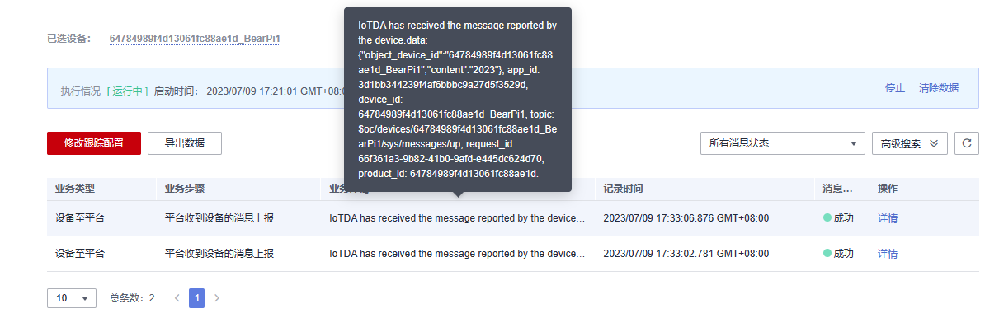 已选设备： 64784989f4d13061fc88ae1d_BearPi1
IoTDA has received the message reported by
the device.data:
{"object_device_id":"64784989f4d13061fc88
ae1d_BearPi1","content":"2023"}, app_id:
3d1bb344239f4af6bbbc9a27d5f3529d,
device_id:
64784989f4d13061fc88ae1d_BearPi1, topic:
$oc/devices/64784989f4d13061fc88ae1d_Be
arPi1/sys/messages/up, request_id:
66f361a3-9b82-41b0-9afd-e445dc624d70,
product_id: 64784989f4d13061fc88ae1d.
执行情况 [ 运行中 ] 启动时间： 2023/07/09 17:21:01 GMT+08:0 停止 清除数据
修改跟踪配置 导出数据 所有消息状态 高级搜索
业务类型 业务步骤 业务 记录时间 消息... 操作
设备至平台 平台收到设备的消息上报 IoTDA has received the message reported by the device... 2023/07/09 17:33:06.876 GMT+08:00 成功 详情
设备至平台 平台收到设备的消息上报 IoTDA has received the message reported by the device... 2023/07/09 17:33:02.781 GMT+08:00 成功 详情
10 总条数： 2 < 1 >